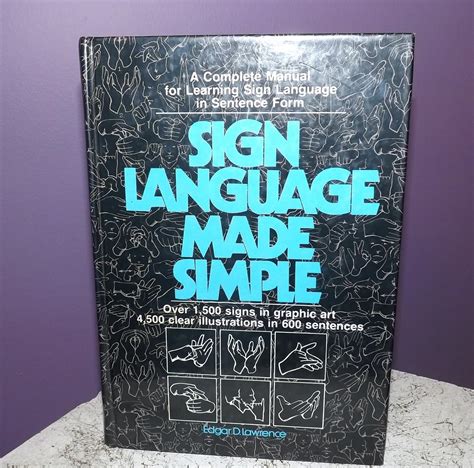 A Complete Manual
for Learning Sign Language
in Sentence Form
SIGN
LANGUAGE
MADE
SIMPLE
Over 1,500 signs in graphic art
4,500 clear illustrations in 600 sentences
Edgar D. Lawrence